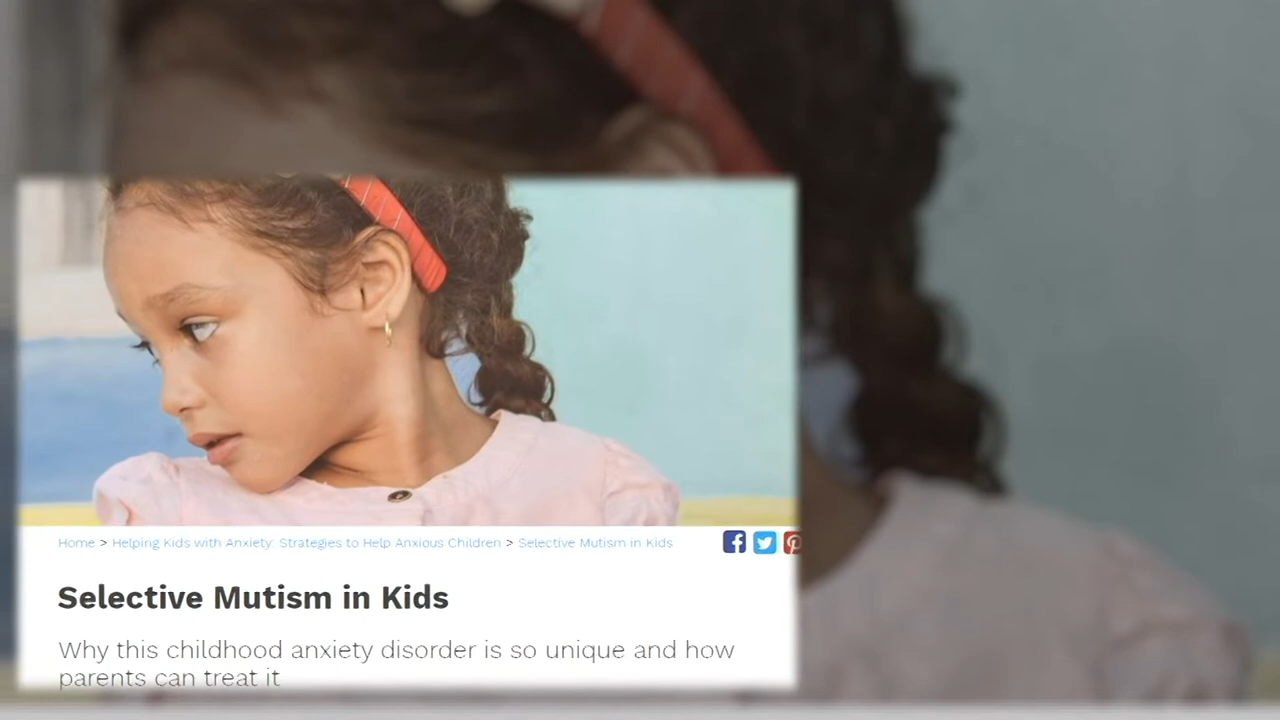 Home > Helping Kids with Anxiety: Strategies to Help Anxious Children > Selective Mutism in Kids
Selective Mutism in Kids
Why this childhood anxiety disorder is so unique and how
parents can treat it